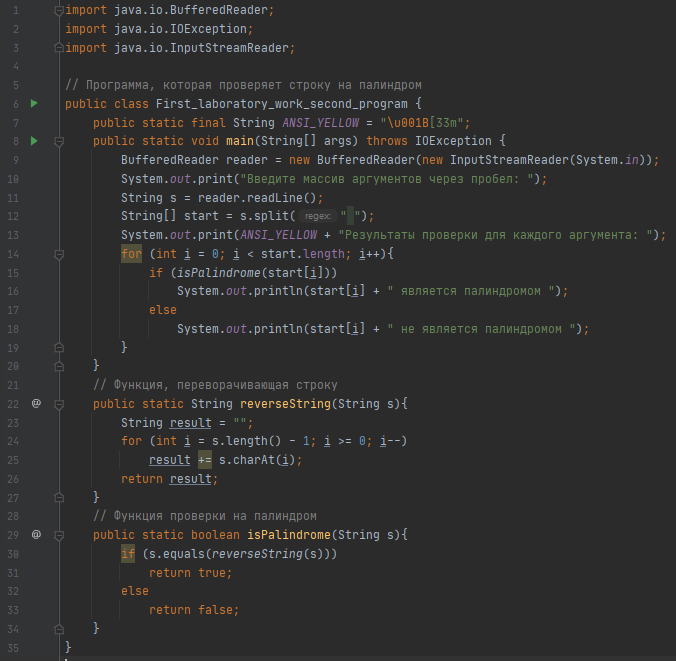 1 import java.io.BufferedReader;
2 import java.io.IOException;
3 import java.io.InputStreamReader;
4
5 // Программа, которая проверяет строку на палиндром
6 public class First_laboratory_work_second_program {
7 public static final String ANSI_YELLOW = "\u001B[33m";
8 public static void main(String[] args) throws IOException {
9 BufferedReader reader = new BufferedReader(new InputStreamReader(System.in));
10 System.out.print("Введите массив аргументов через пробел: ");
11 String s = reader.readLine();
12 String[] start = s.split( regex: " ");
13 System.out.print(ANSI_YELLOW + "Результаты проверки для каждого аргумента: ");
14 for (int i = 0; i < start.length; i++){
15 if (isPalindrome(start[i]))
16 System.out.println(start[i] + " является палиндромом ");
17 else
18 System.out.println(start[i] + " не является палиндромом ");
19 }
20 }
21 // Функция, переворачивающая строку
22 @ public static String reverseString(String s){
23 String result = "";
24 for (int i = s.length() - 1; i >= 0; i--)
25 result += s.charAt(i);
26 return result;
27 }
28 // Функция проверки на палиндром
29 @ public static boolean isPalindrome(String s){
30 if (s.equals(reverseString(s)))
31 return true;
32 else
33 return false;
34 }
35 }